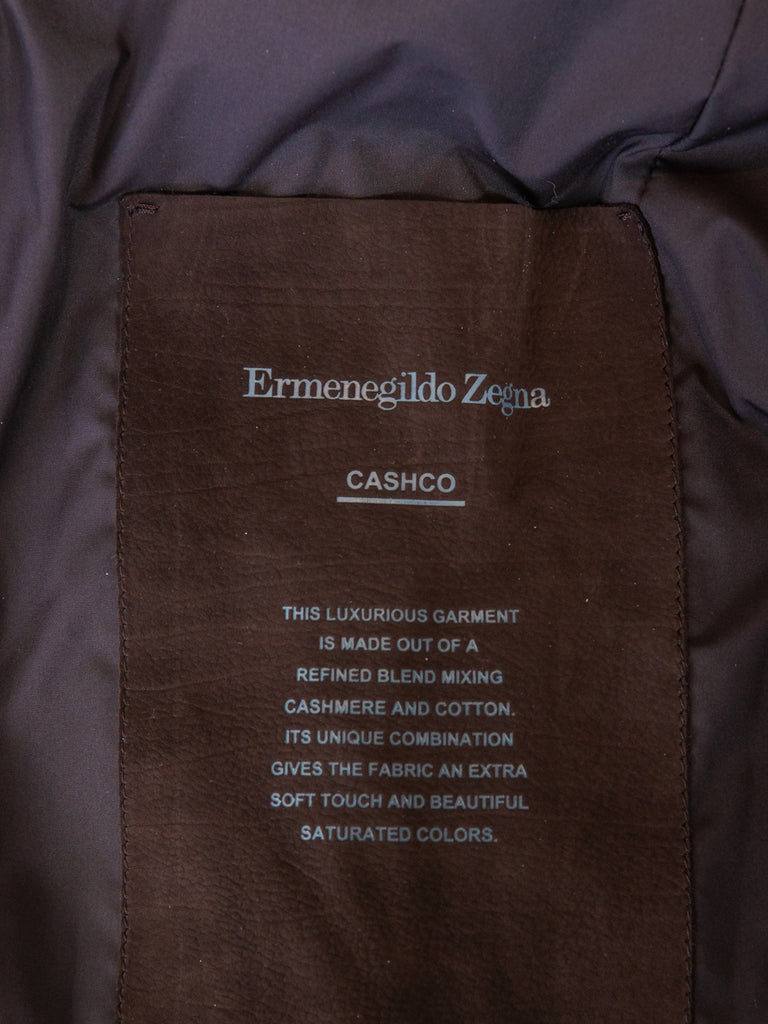 Ermenegildo Zegna
CASHCO
THIS LUXURIOUS GARMENT
IS MADE OUT OF A
REFINED BLEND MIXING
CASHMERE AND COTTON.
ITS UNIQUE COMBINATION
GIVES THE FABRIC AN EXTRA
SOFT TOUCH AND BEAUTIFUL
SATURATED COLORS.